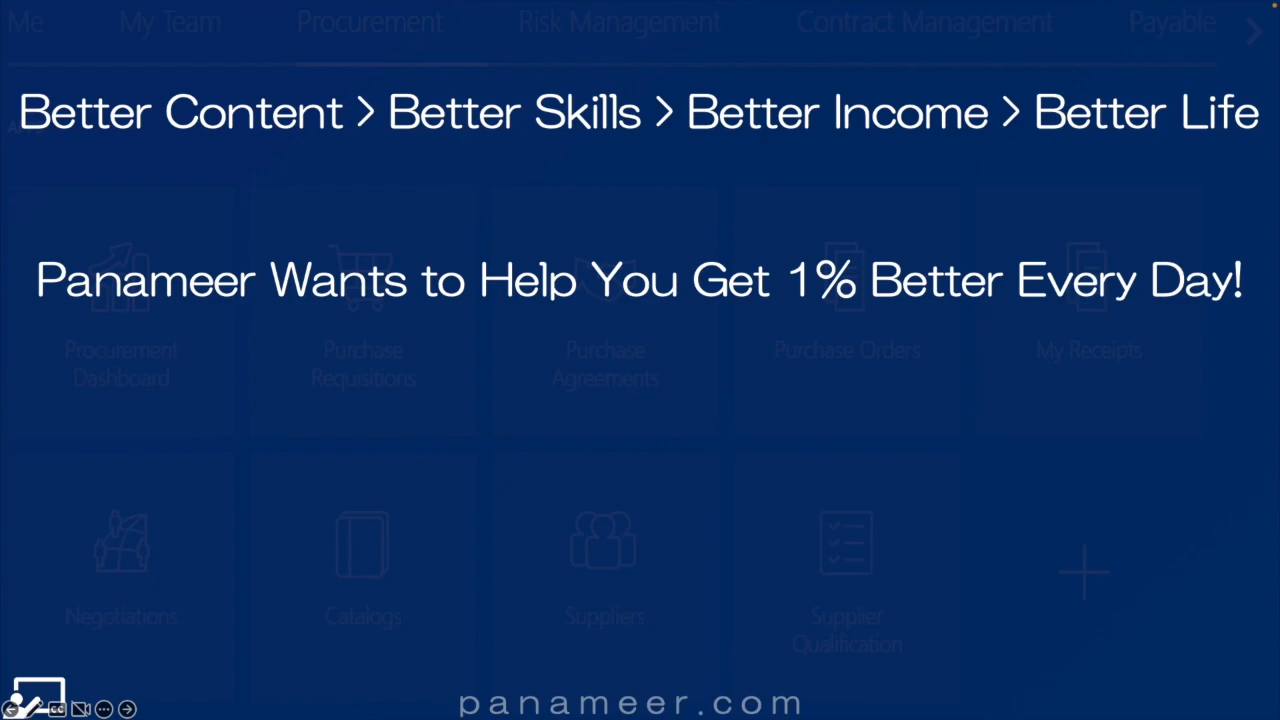 Me My Team Procurement Risk Management Contract Management Payable
Better Content > Better Skills > Better Income > Better Life
Panameer Wants to Help You Get 1% Better Every Day!
Procurement Purchase Purchase Purchase Orders My Receipts
Dashboard Requisitions Agreements
Negotiations Catalogs Suppliers Supplier
Qualification
CC
panameer.com